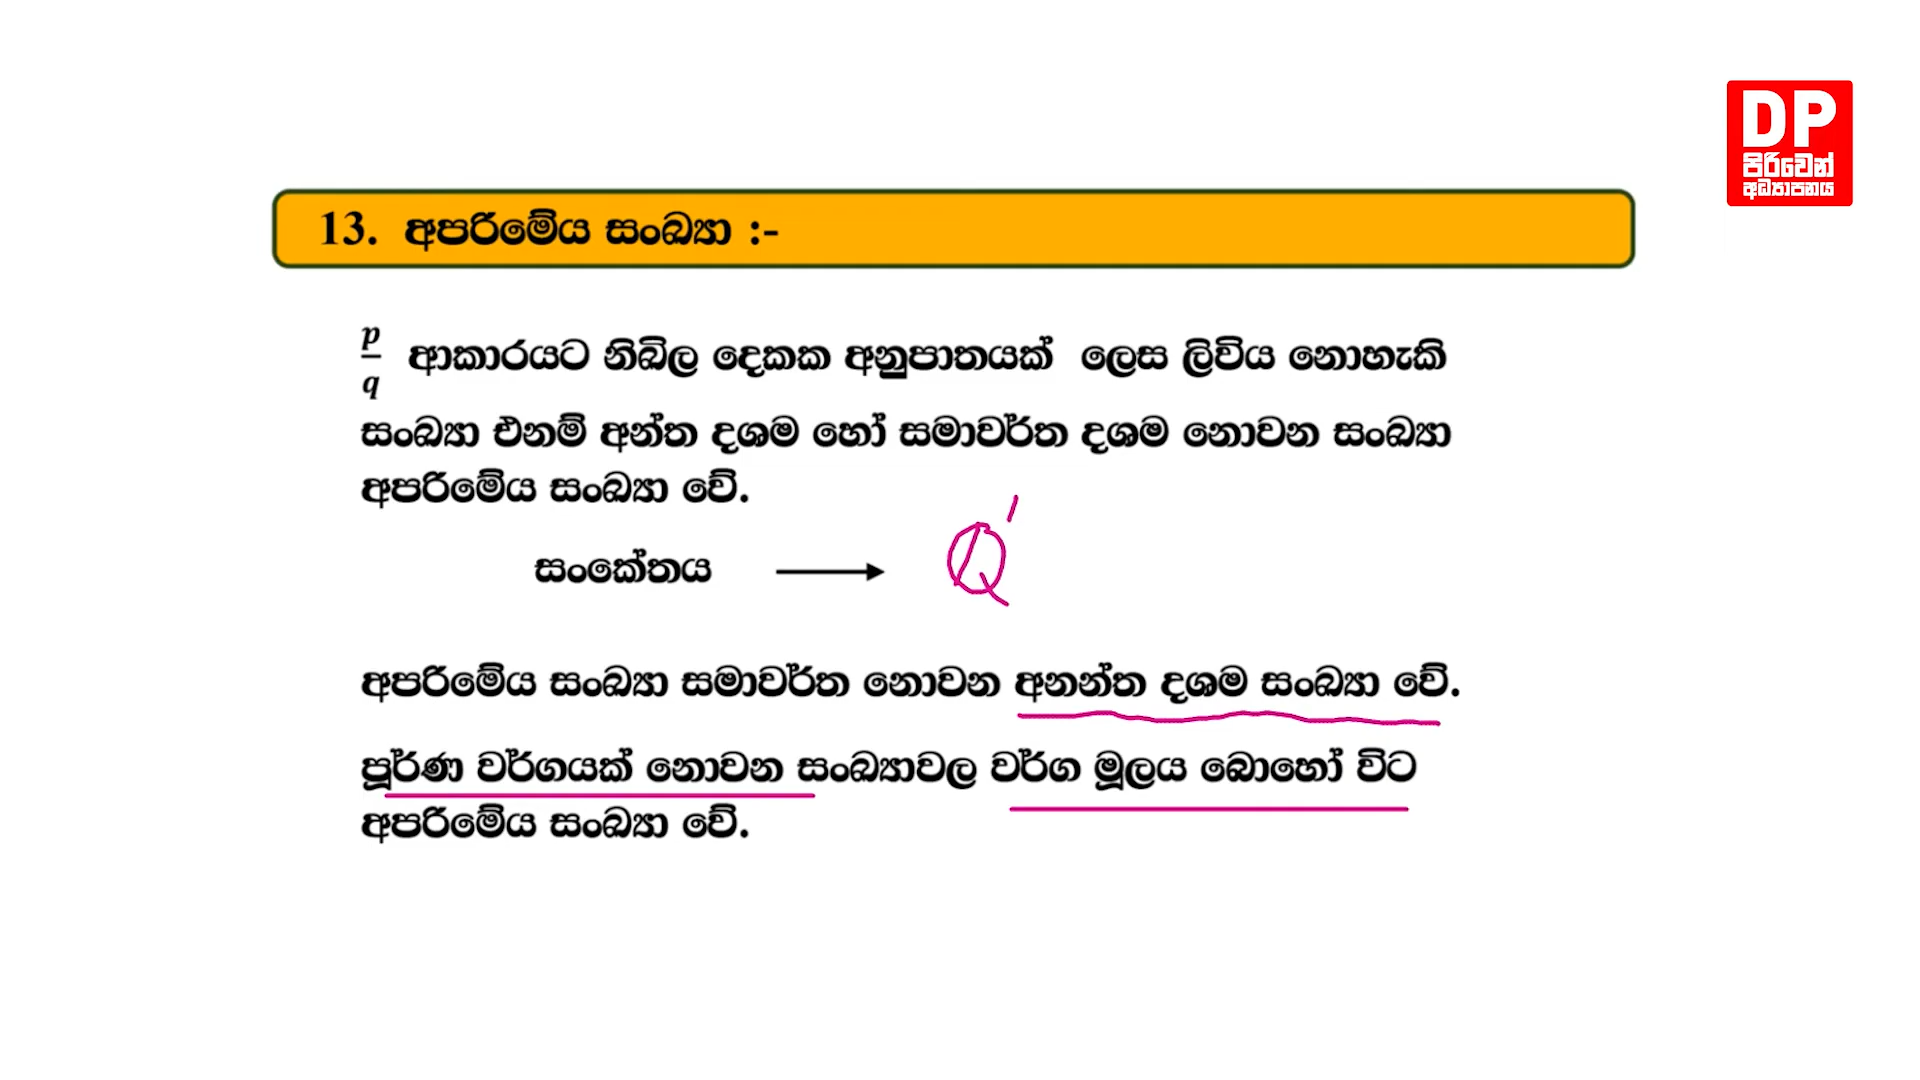 DP
පිරිවෙන්
අධ්‍යාපනය
13. අපරිමේය සංඛ්‍යා :-
p/q ආකාරයට නිඛිල දෙකක අනුපාතයක් ලෙස ලිවිය නොහැකි
සංඛ්‍යා එනම් අන්ත දශම හෝ සමාවර්ත දශම නොවන සංඛ්‍යා
අපරිමේය සංඛ්‍යා වේ.
සංකේතය ⟶ ℚ'
අපරිමේය සංඛ්‍යා සමාවර්ත නොවන අනන්ත දශම සංඛ්‍යා වේ.
පූර්ණ වර්ගයක් නොවන සංඛ්‍යාවල වර්ග මූලය බොහෝ විට
අපරිමේය සංඛ්‍යා වේ.